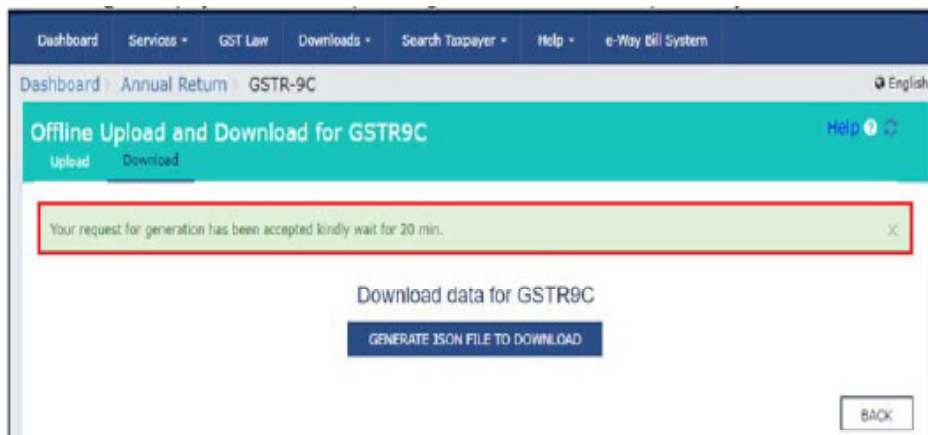 Dashboard Services GST Law Downloads Search Taxpayer Help e-Way Bill System
Dashboard Annual Return GSTR-9C English
Offline Upload and Download for GSTR9C Help ?
Upload Download
Your request for generation has been accepted kindly wait for 20 min. X
Download data for GSTR9C
GENERATE JSON FILE TO DOWNLOAD
BACK